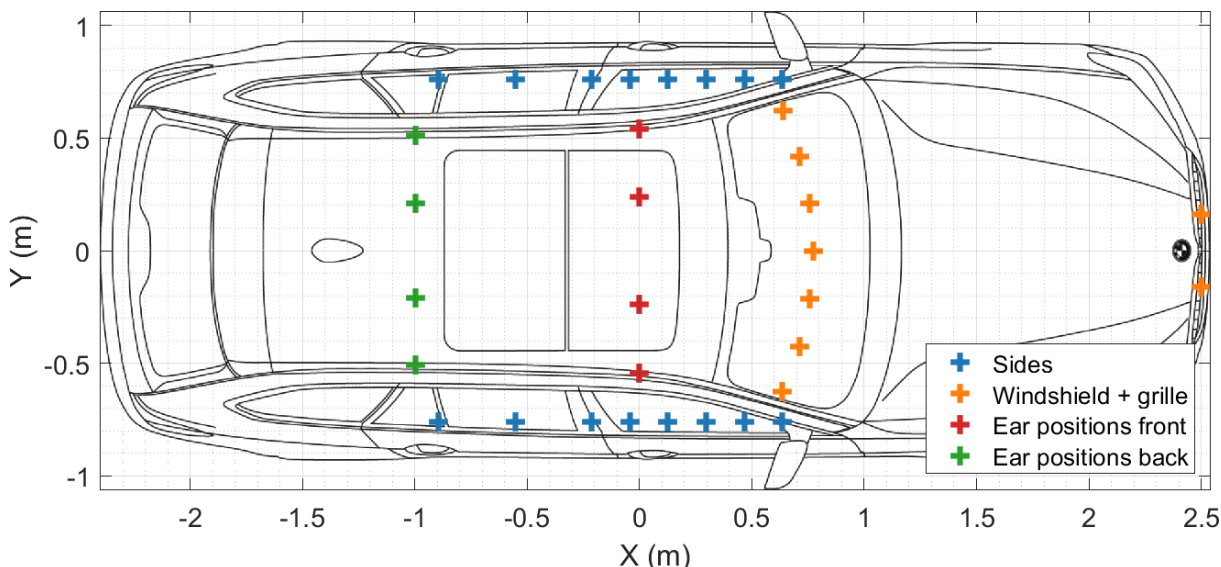 1
0.5
0
-0.5
-1
Y (m)
Sides
Windshield + grille
Ear positions front
Ear positions back
-2
-1.5
-1
-0.5
0
0.5
1
1.5
2
2.5
X (m)